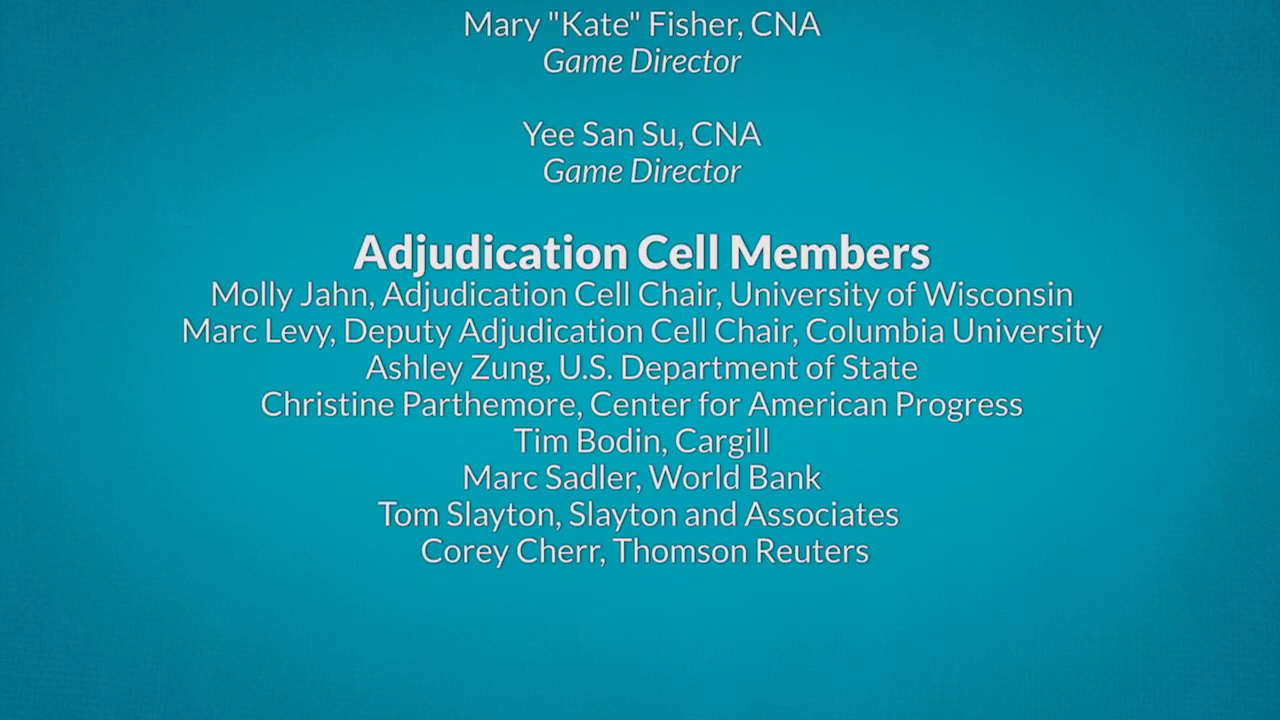 Mary "Kate" Fisher, CNA
Game Director
Yee San Su, CNA
Game Director
Adjudication Cell Members
Molly Jahn, Adjudication Cell Chair, University of Wisconsin
Marc Levy, Deputy Adjudication Cell Chair, Columbia University
Ashley Zung, U.S. Department of State
Christine Parthemore, Center for American Progress
Tim Bodin, Cargill
Marc Sadler, World Bank
Tom Slayton, Slayton and Associates
Corey Cherr, Thomson Reuters